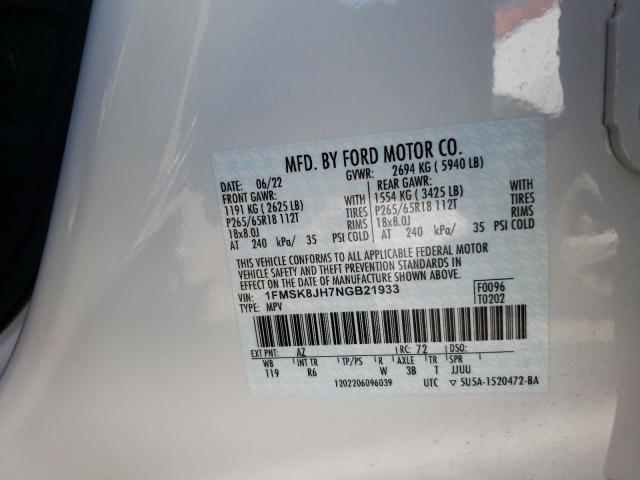 MFD. BY FORD MOTOR CO.
DATE: 06/22 GVWR: 2694 KG ( 5940 LB)
FRONT GAWR: WITH REAR GAWR: WITH
1191 KG ( 2625 LB) TIRES 1554 KG ( 3425 LB) TIRES
P265/65R18 112T RIMS P265/65R18 112T RIMS
18x8.0J 18x8.0J
AT 240 kPa/ 35 PSI COLD AT 240 kPa/ 35 PSI COLD
THIS VEHICLE CONFORMS TO ALL APPLICABLE FEDERAL MOTOR
VEHICLE SAFETY AND THEFT PREVENTION STANDARDS IN
EFFECT ON THE DATE OF MANUFACTURE SHOWN ABOVE.
VIN: 1FMSK8JH7NGB21933 F0096
TYPE: MPV T0202
EXT PNT: AZ RC: 72 DSO:
WB INT TR TP/PS R AXLE TR SPR
119 R6 W 3B T JJUU
1202206096039 UTC ▽ 5U5A-1520472-BA